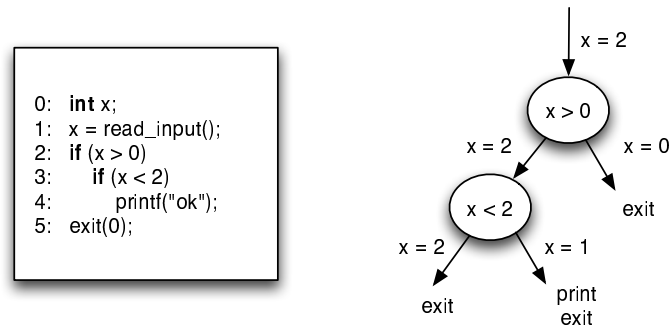 0: int x;
1: x = read_input();
2: if (x > 0)
3: if (x < 2)
4: printf("ok");
5: exit(0);
x = 2
x > 0
x = 2
x = 0
x < 2
exit
x = 2
x = 1
exit
print
exit